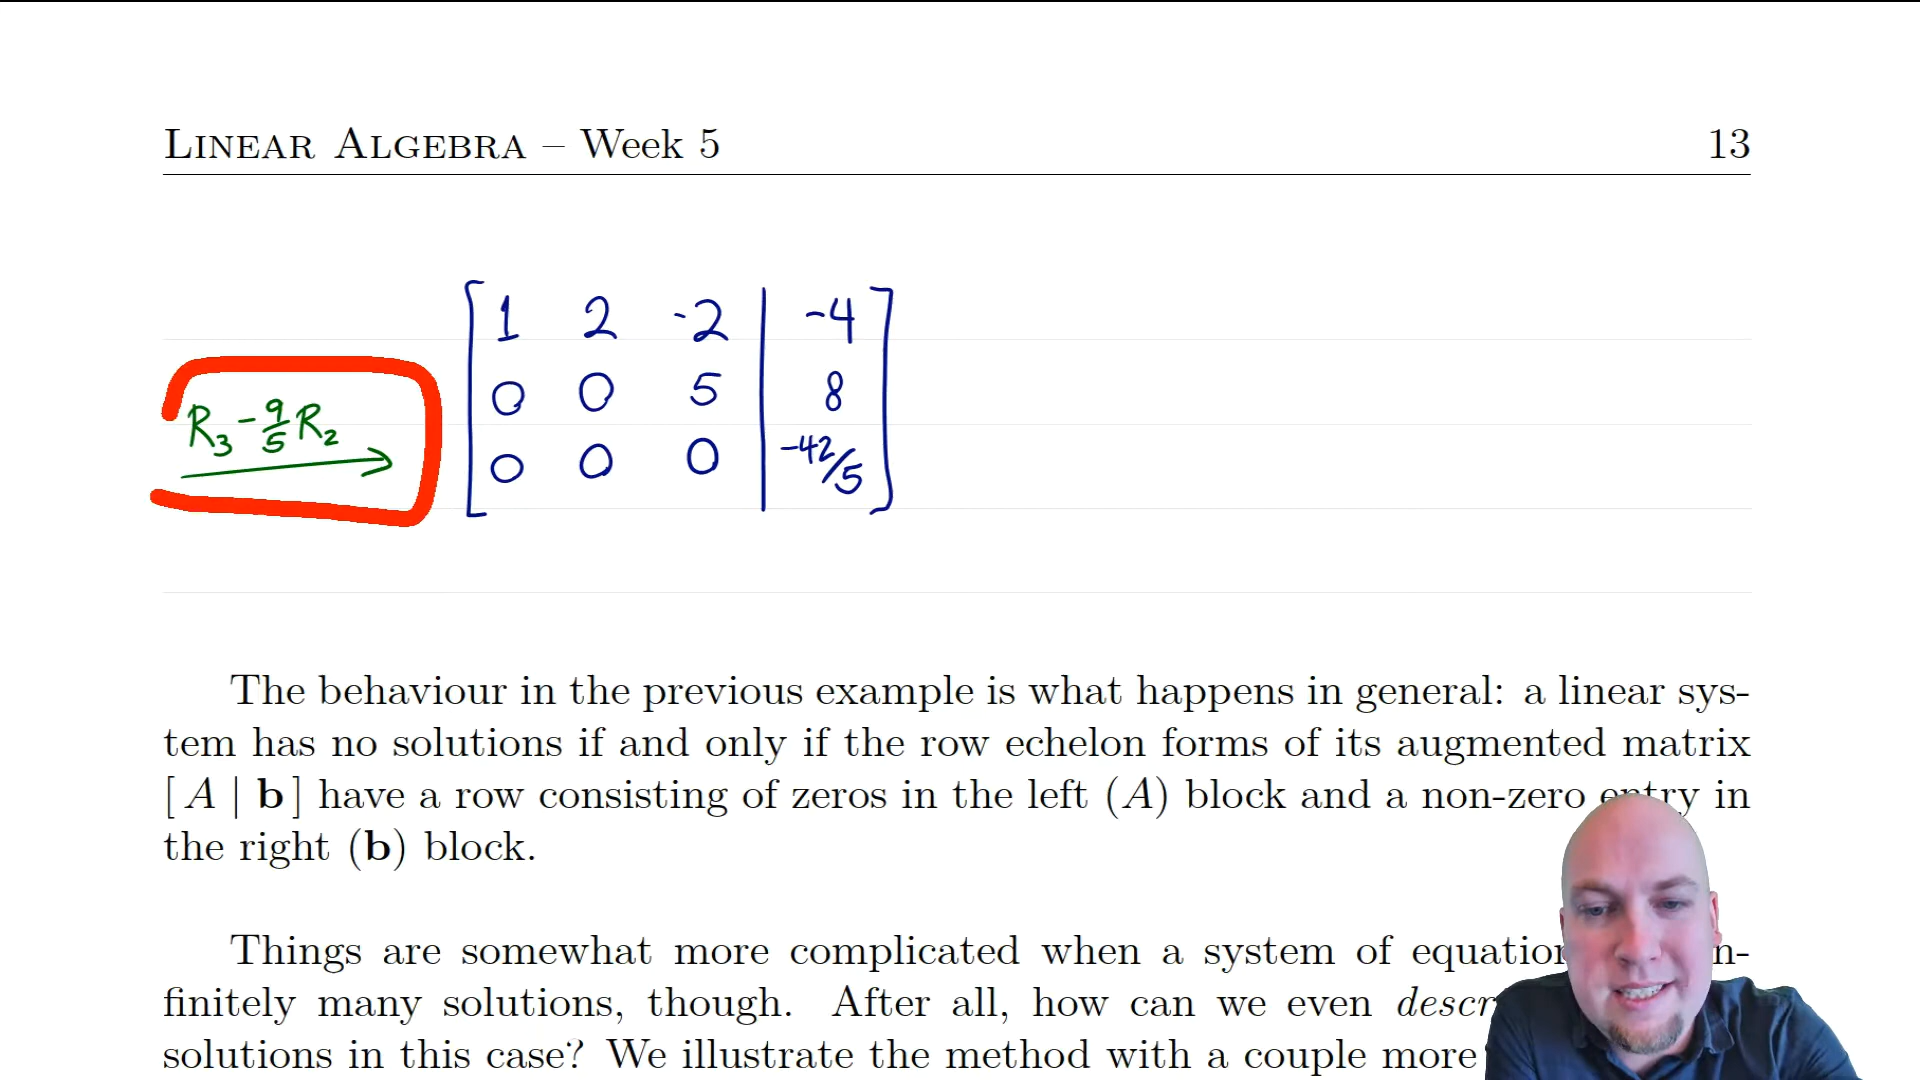 LINEAR ALGEBRA – Week 5 13
1 2 -2 | -4
R₃ - 9/5 R₂ 0 0 5 | 8
0 0 0 | -42/5
The behaviour in the previous example is what happens in general: a linear sys-
tem has no solutions if and only if the row echelon forms of its augmented matrix
[ A | b ] have a row consisting of zeros in the left (A) block and a non-zero entry in
the right (b) block.
Things are somewhat more complicated when a system of equation n-
finitely many solutions, though. After all, how can we even descr
solutions in this case? We illustrate the method with a couple more